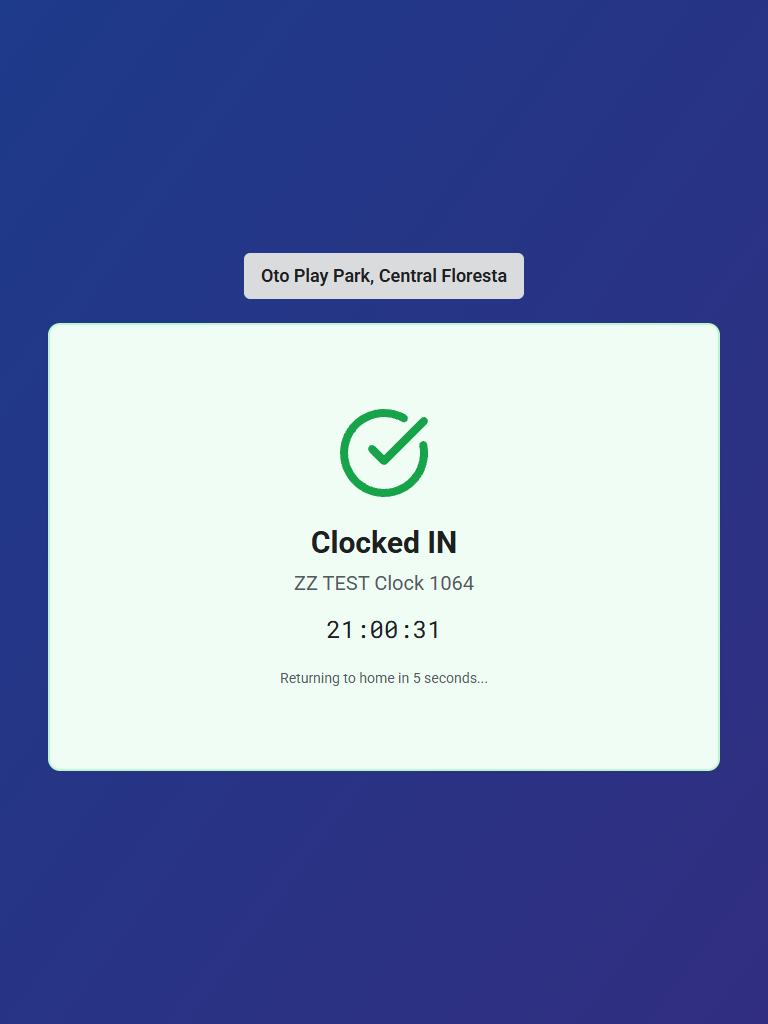 Oto Play Park, Central Floresta
Clocked IN
ZZ TEST Clock 1064
21:00:31
Returning to home in 5 seconds...